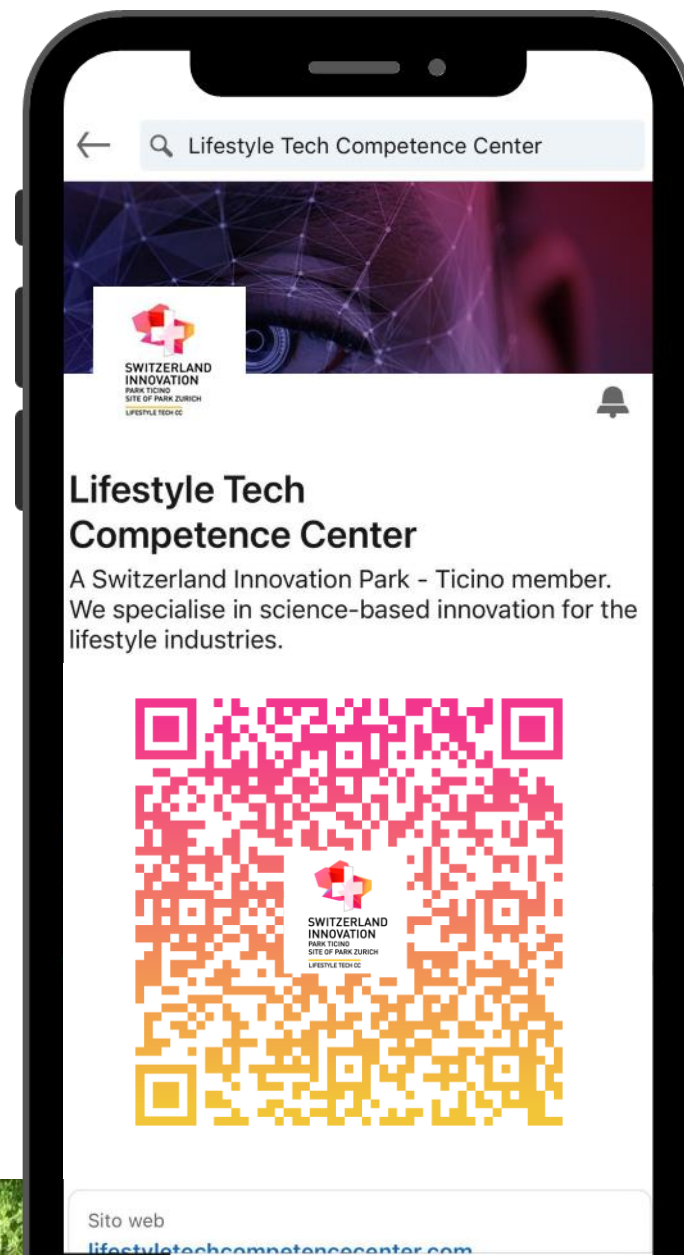 Lifestyle Tech Competence Center
SWITZERLAND
INNOVATION
PARK TICINO
SITE OF PARK ZURICH
LIFESTYLE TECH CC
Lifestyle Tech
Competence Center
A Switzerland Innovation Park - Ticino member.
We specialise in science-based innovation for the
lifestyle industries.
SWITZERLAND
INNOVATION
PARK TICINO
SITE OF PARK ZURICH
LIFESTYLE TECH CC
Sito web
lifestyletechcompetencecenter.com